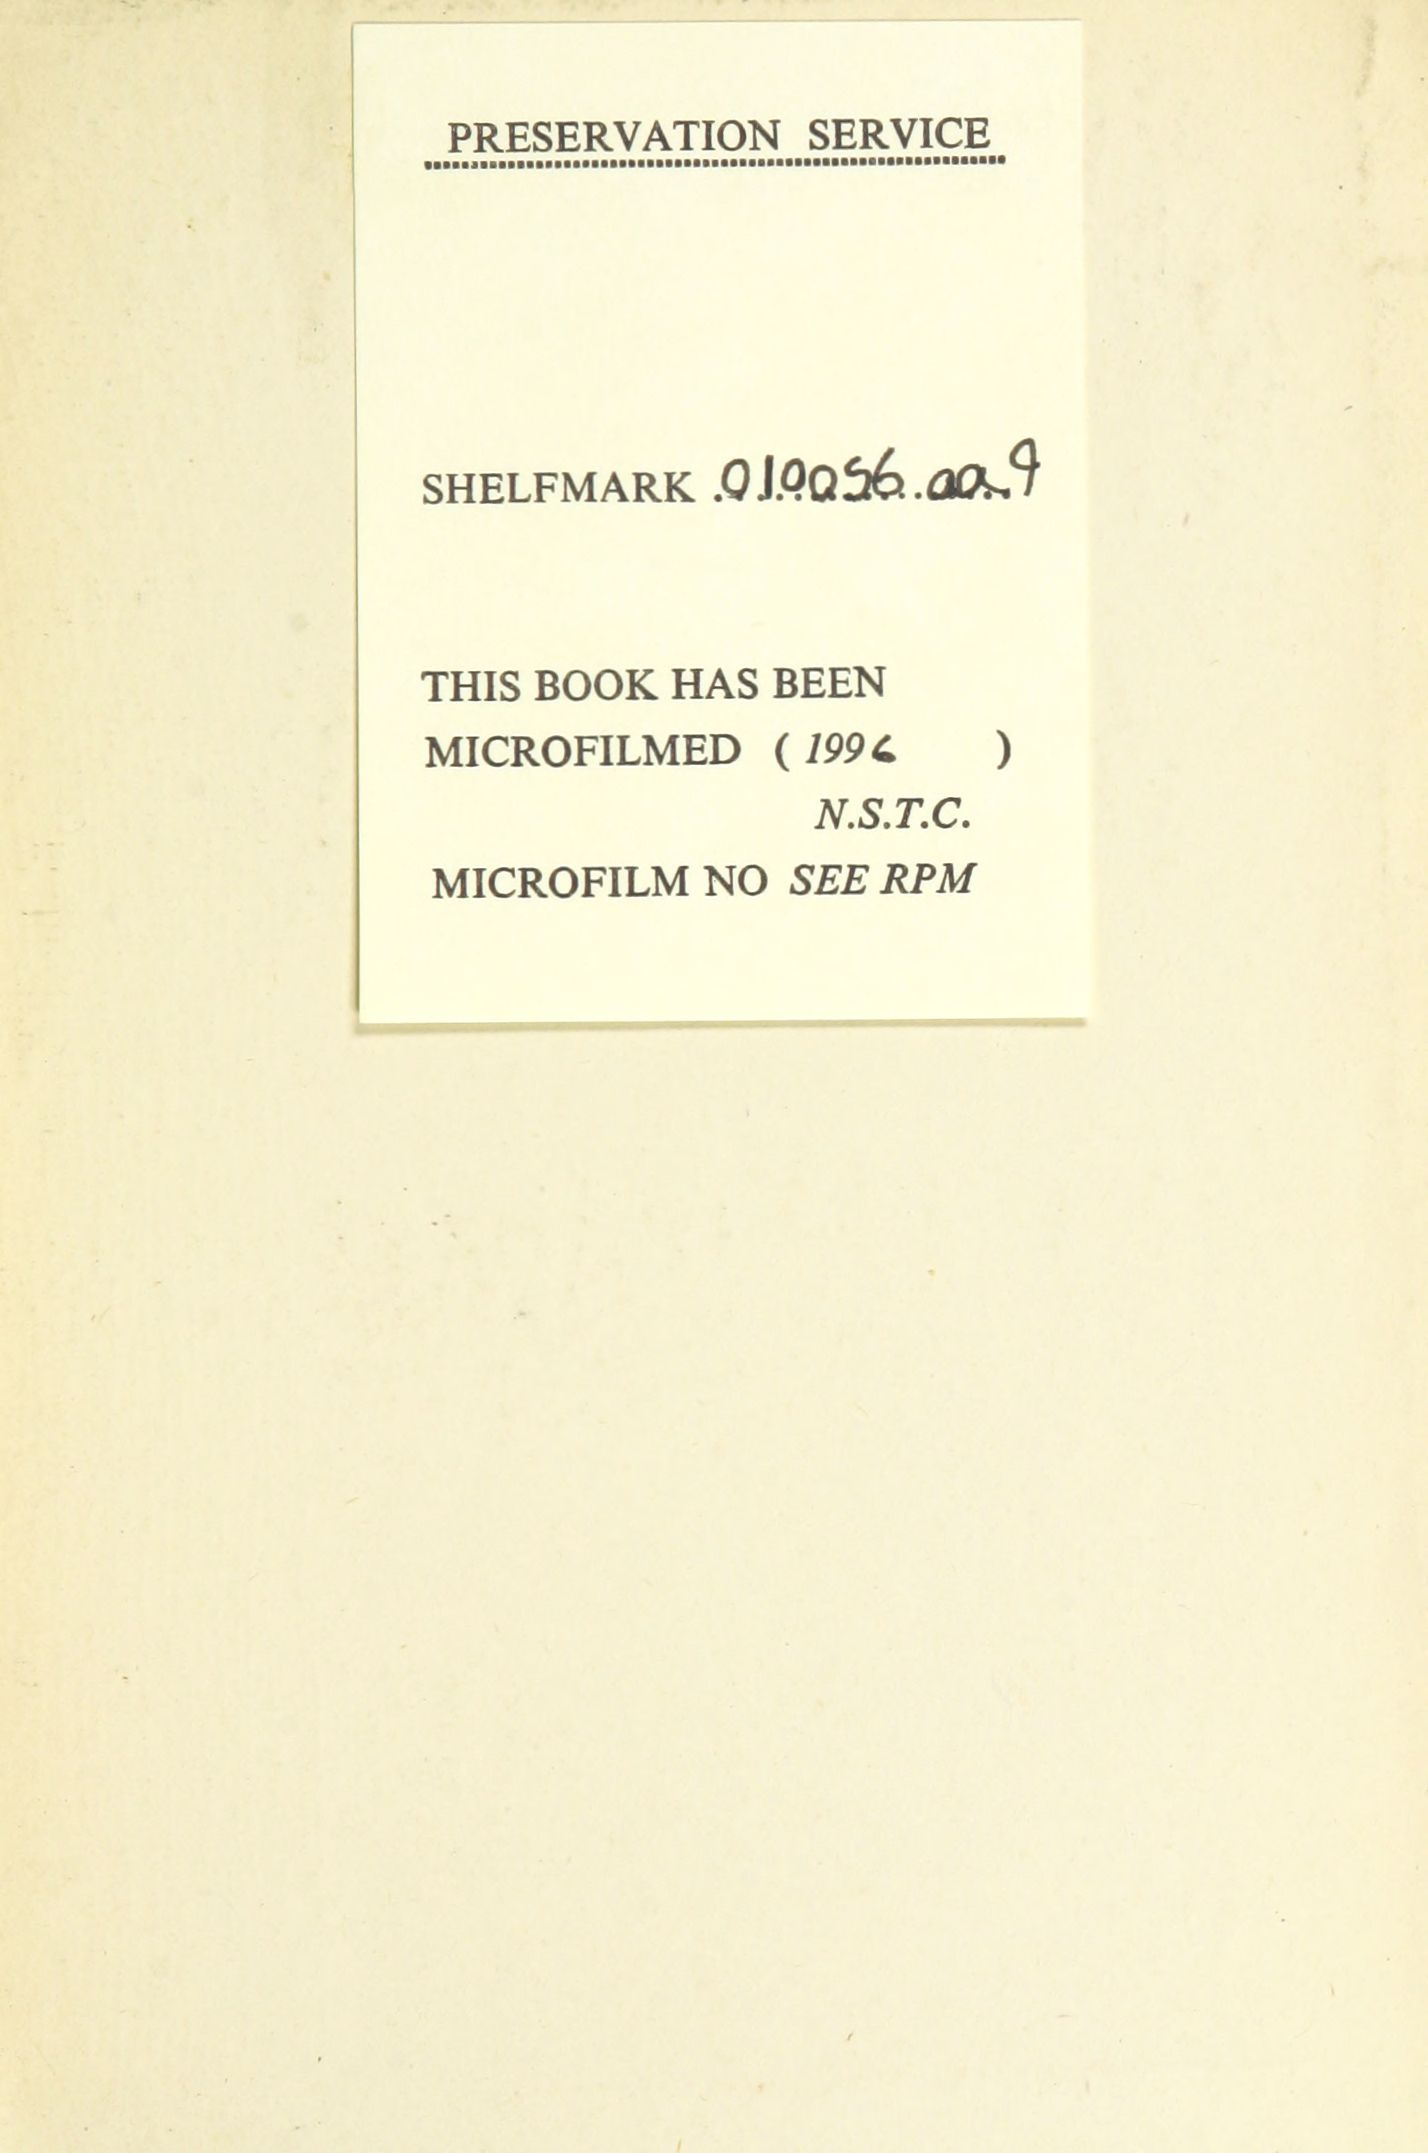 PRESERVATION SERVICE
SHELFMARK .010056.aa.9
THIS BOOK HAS BEEN
MICROFILMED ( 1996 )
N.S.T.C.
MICROFILM NO SEE RPM